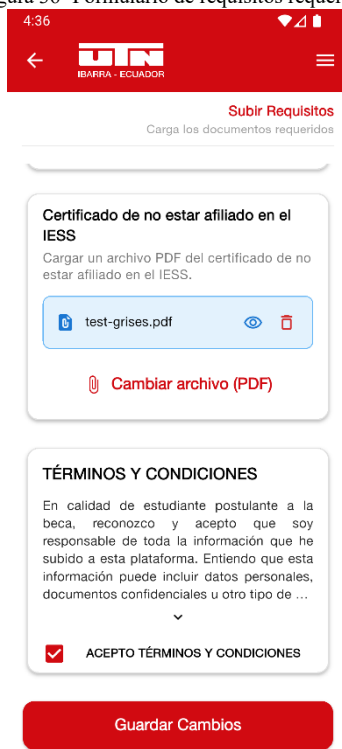 4:36
UTN
IBARRA - ECUADOR
Subir Requisitos
Carga los documentos requeridos
Certificado de no estar afiliado en el
IESS
Cargar un archivo PDF del certificado de no
estar afiliado en el IESS.
test-grises.pdf
Cambiar archivo (PDF)
TÉRMINOS Y CONDICIONES
En calidad de estudiante postulante a la
beca, reconozco y acepto que soy
responsable de toda la información que he
subido a esta plataforma. Entiendo que esta
información puede incluir datos personales,
documentos confidenciales u otro tipo de ...
ACEPTO TÉRMINOS Y CONDICIONES
Guardar Cambios